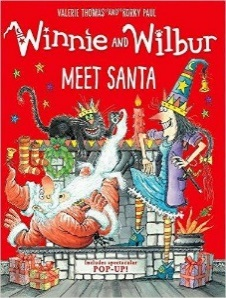 VALERIE THOMAS AND KORKY PAUL
Winnie AND Wilbur
MEET SANTA
Includes spectacular
POP-UP!